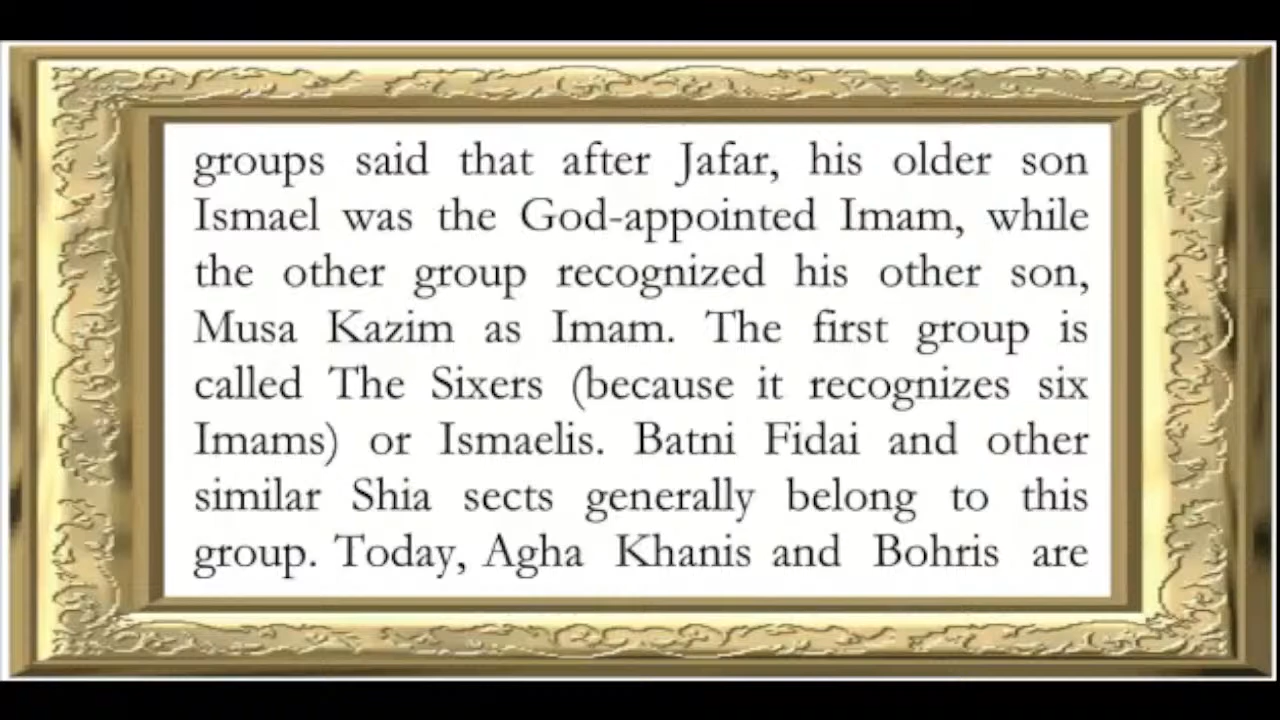 groups said that after Jafar, his older son
Ismael was the God-appointed Imam, while
the other group recognized his other son,
Musa Kazim as Imam. The first group is
called The Sixers (because it recognizes six
Imams) or Ismaelis. Batni Fidai and other
similar Shia sects generally belong to this
group. Today, Agha Khanis and Bohris are